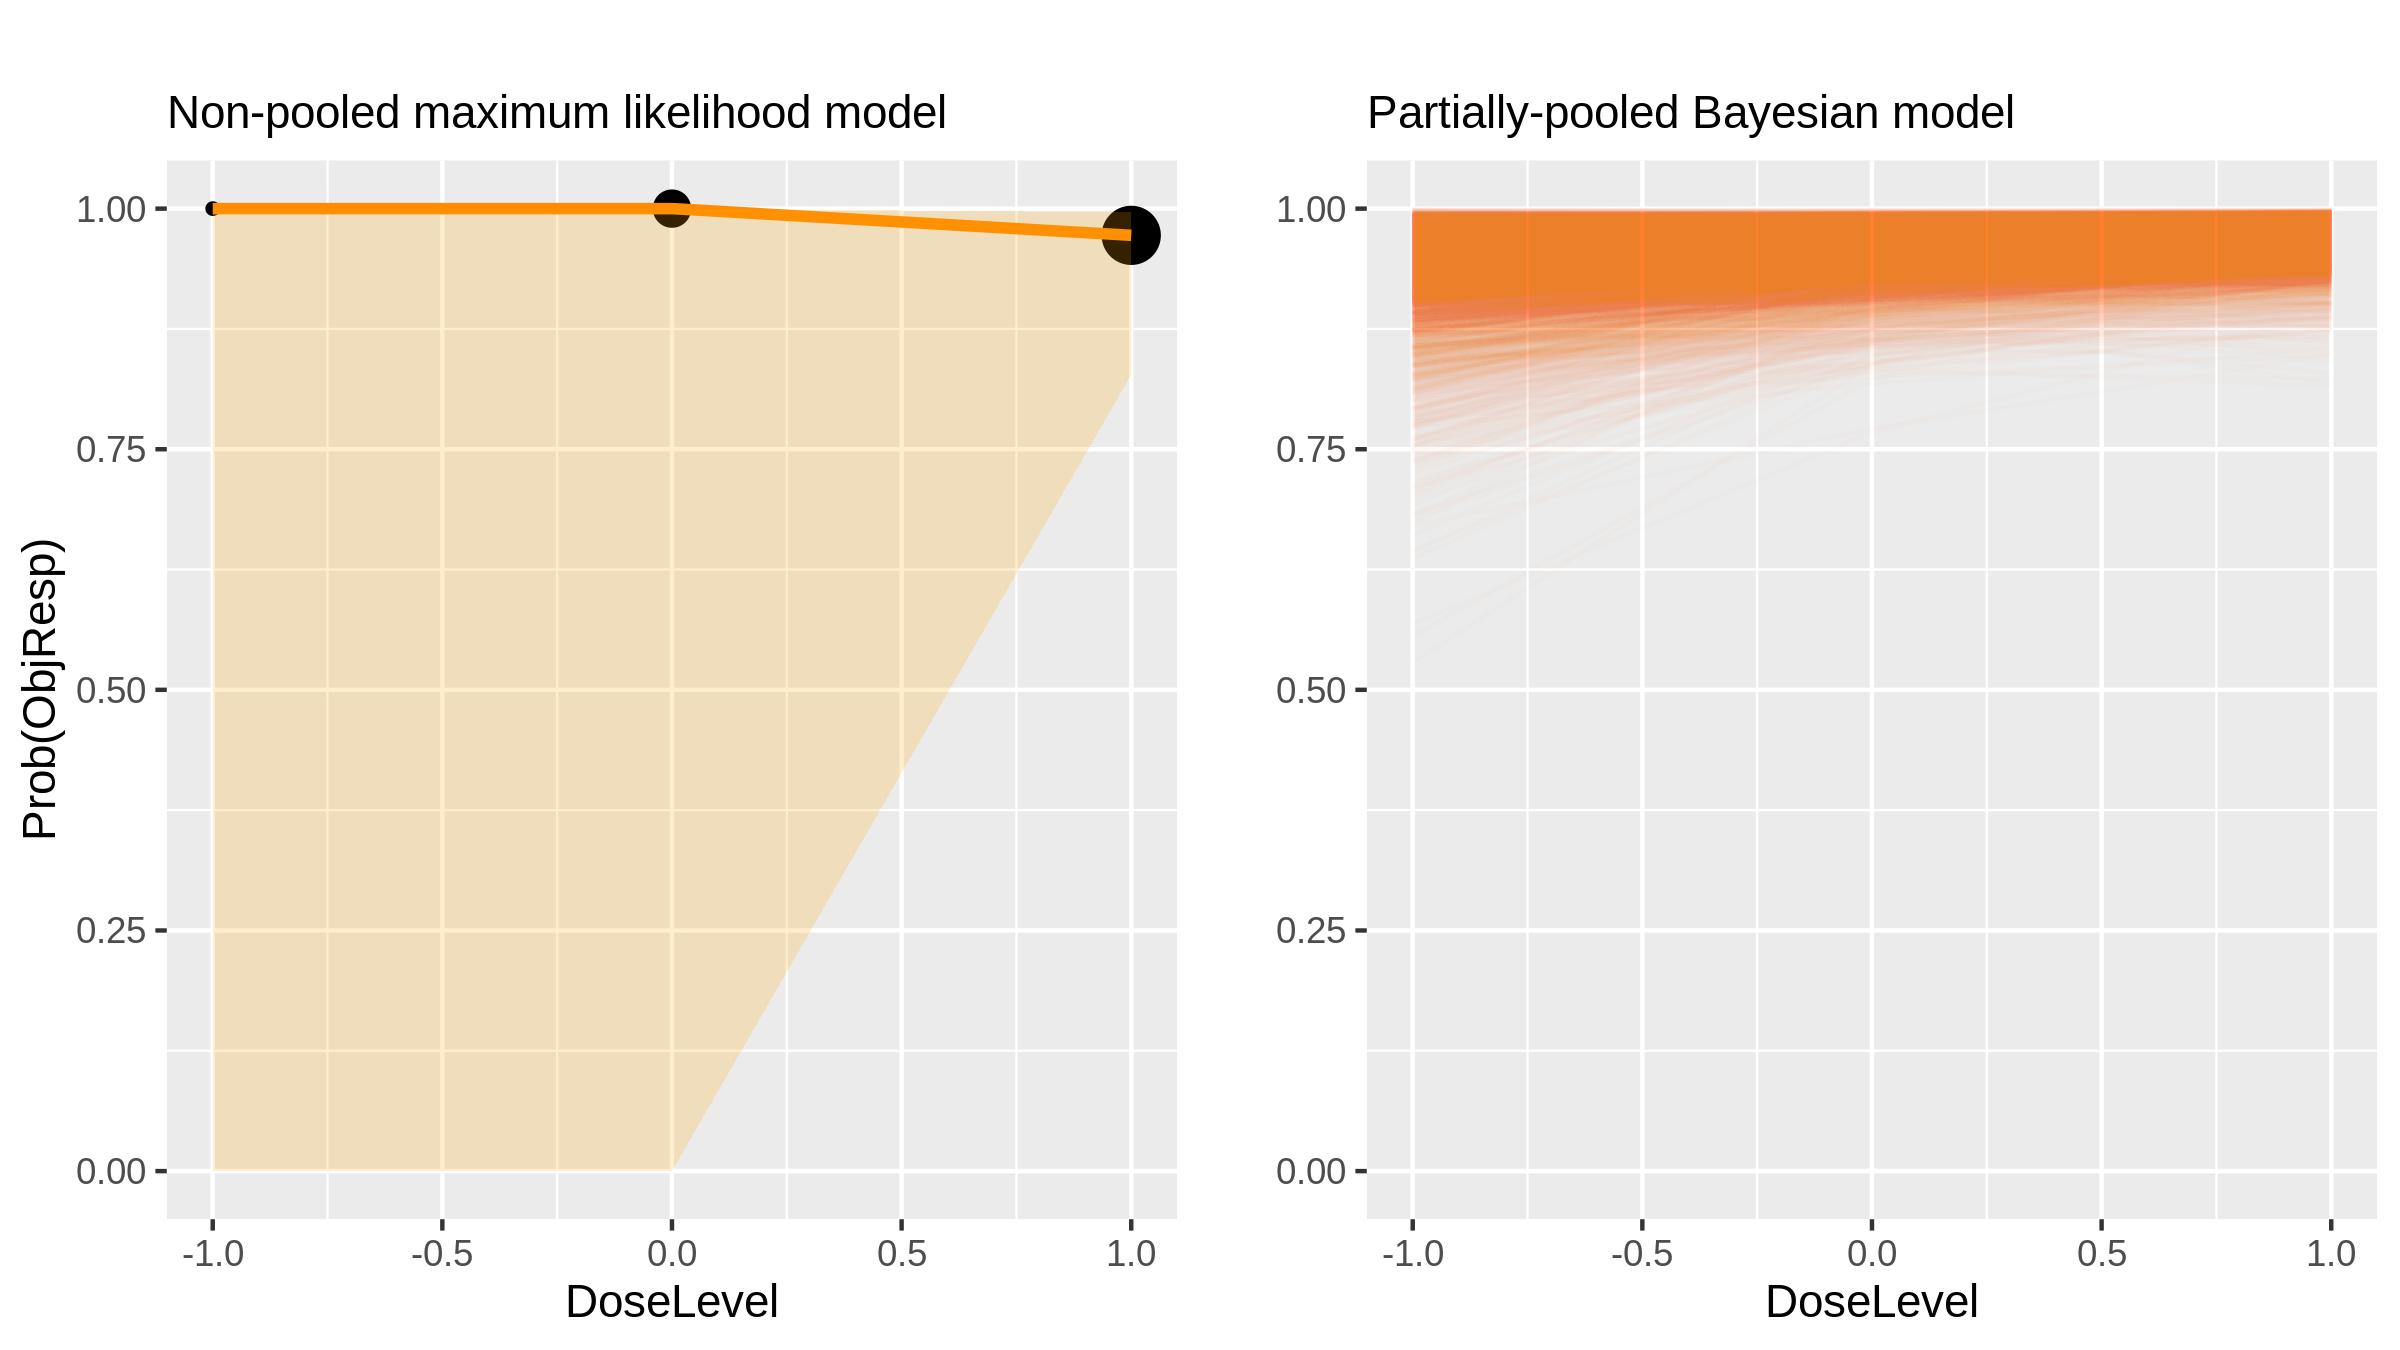 Non-pooled maximum likelihood model
Prob(ObjResp)
1.00
0.75
0.50
0.25
0.00
-1.0 -0.5 0.0 0.5 1.0
DoseLevel
Partially-pooled Bayesian model
1.00
0.75
0.50
0.25
0.00
-1.0 -0.5 0.0 0.5 1.0
DoseLevel